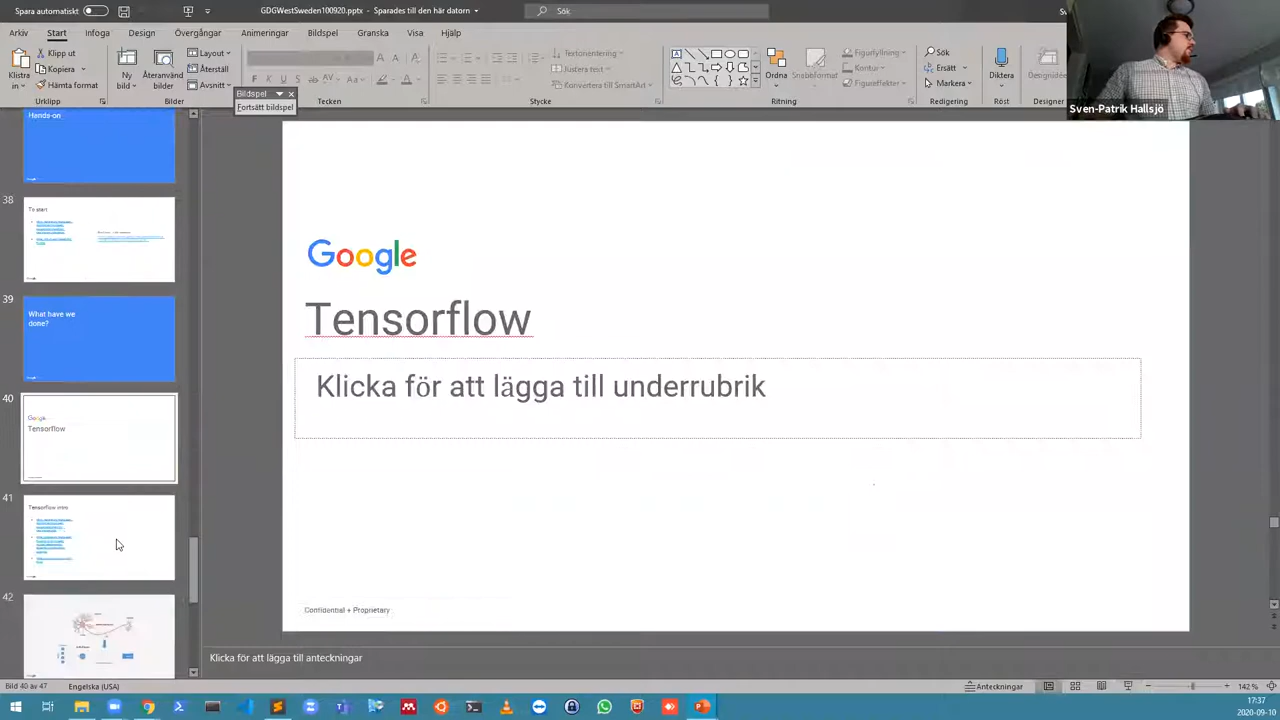 Spara automatiskt
GDGWestSweden100920.pptx - Sparades till den här datorn
Sök
Arkiv Start Infoga Design Övergångar Animeringar Bildspel Granska Visa Hjälp
Klistra in
Klipp ut
Kopiera
Hämta format
Urklipp
Ny bild
Återanvänd bilder
Layout
Återställ
Avsnitt
Bilder
Tecken
Textorientering
Justera text
Konvertera till SmartArt
Stycke
Ordna
Snabbformat
Figurfyllning
Kontur
Figureffekter
Ritning
Sök
Ersätt
Markera
Redigering
Diktera
Röst
Designidéer
Designer
Bildspel
Fortsätt bildspel
Sven-Patrik Hallsjö
Hands-on
38
To start
39
What have we
done?
40
Google
Tensorflow
41
Tensorflow intro
42
Google
Tensorflow
Klicka för att lägga till underrubrik
Confidential + Proprietary
Klicka för att lägga till anteckningar
Bild 40 av 47
Engelska (USA)
Anteckningar
142 %
17:37
2020-09-10